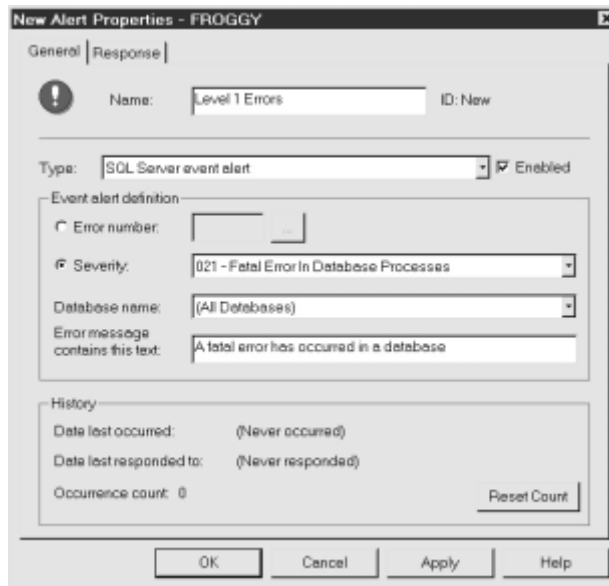 New Alert Properties - FROGGY
General Response
Name: Level 1 Errors ID: New
Type: SQL Server event alert Enabled
Event alert definition
Error number: ...
Severity: 021 - Fatal Error In Database Processes
Database name: (All Databases)
Error message
contains this text: A fatal error has occurred in a database
History
Date last occurred: (Never occurred)
Date last responded to: (Never responded)
Occurrence count: 0 Reset Count
OK Cancel Apply Help